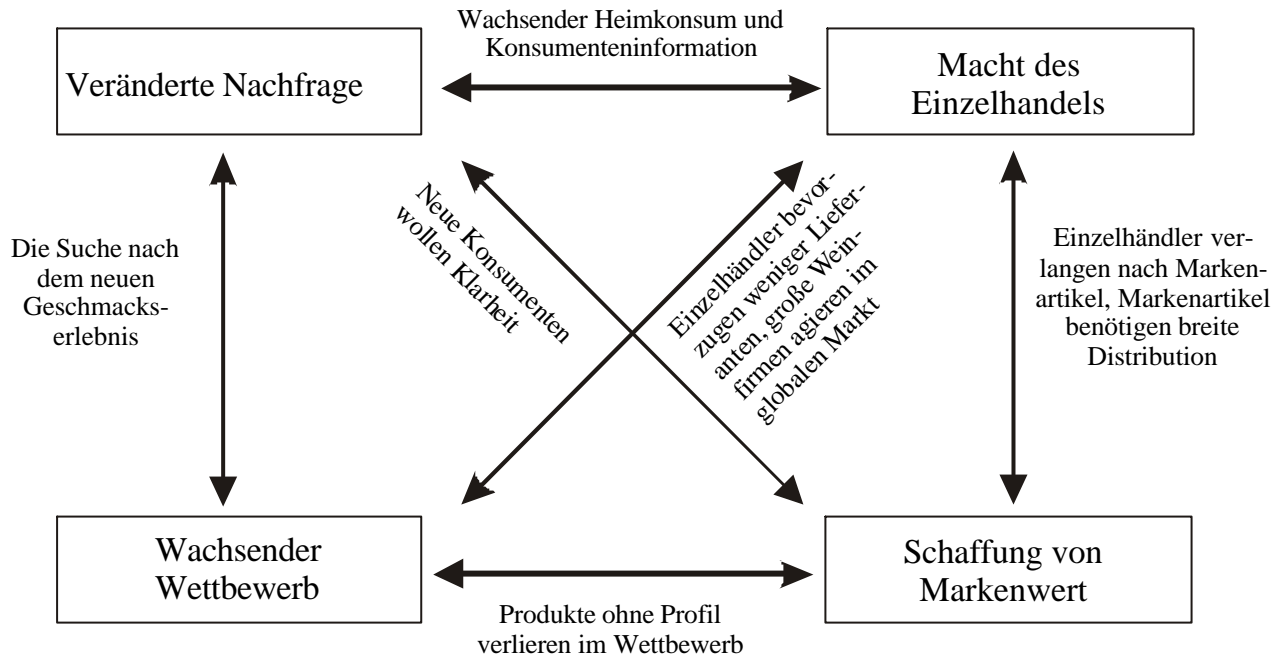 Wachsender Heimkonsum und
Konsumenteninformation
Veränderte Nachfrage
Macht des
Einzelhandels
Die Suche nach
dem neuen
Geschmacks-
erlebnis
Neue Konsumenten
wollen Klarheit
Einzelhändler bevor-
zugen weniger Liefer-
anten, große Wein-
firmen agieren im
globalen Markt
Einzelhändler ver-
langen nach Marken-
artikel, Markenartikel
benötigen breite
Distribution
Wachsender
Wettbewerb
Schaffung von
Markenwert
Produkte ohne Profil
verlieren im Wettbewerb